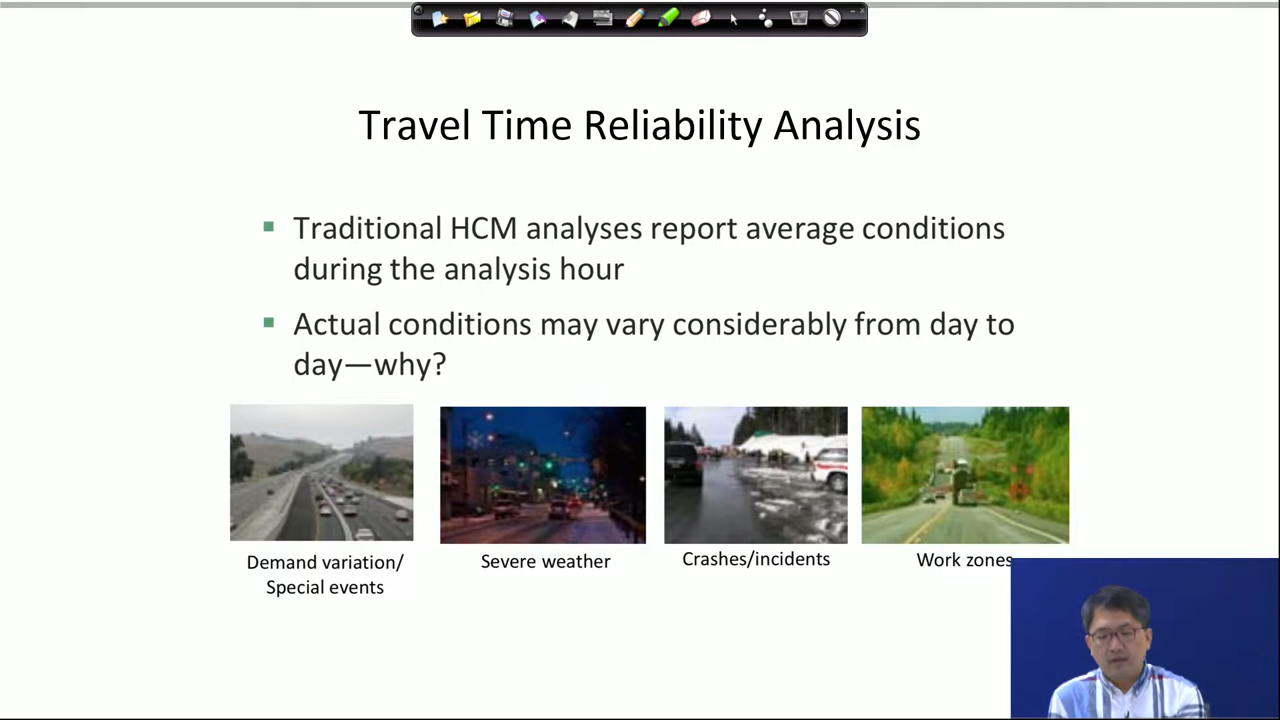 Travel Time Reliability Analysis
Traditional HCM analyses report average conditions
during the analysis hour
Actual conditions may vary considerably from day to
day—why?
Demand variation/
Special events
Severe weather
Crashes/incidents
Work zones